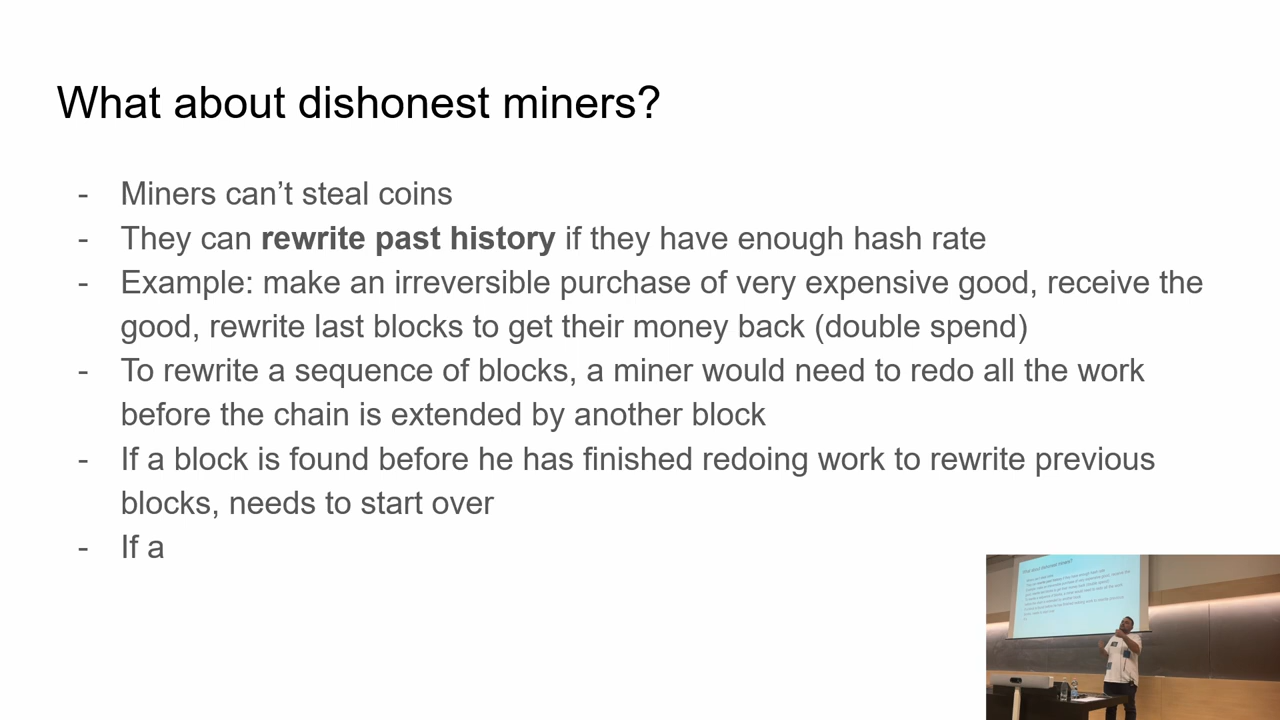 What about dishonest miners?
- Miners can’t steal coins
- They can rewrite past history if they have enough hash rate
- Example: make an irreversible purchase of very expensive good, receive the
good, rewrite last blocks to get their money back (double spend)
- To rewrite a sequence of blocks, a miner would need to redo all the work
before the chain is extended by another block
- If a block is found before he has finished redoing work to rewrite previous
blocks, needs to start over
- If a
What about dishonest miners?